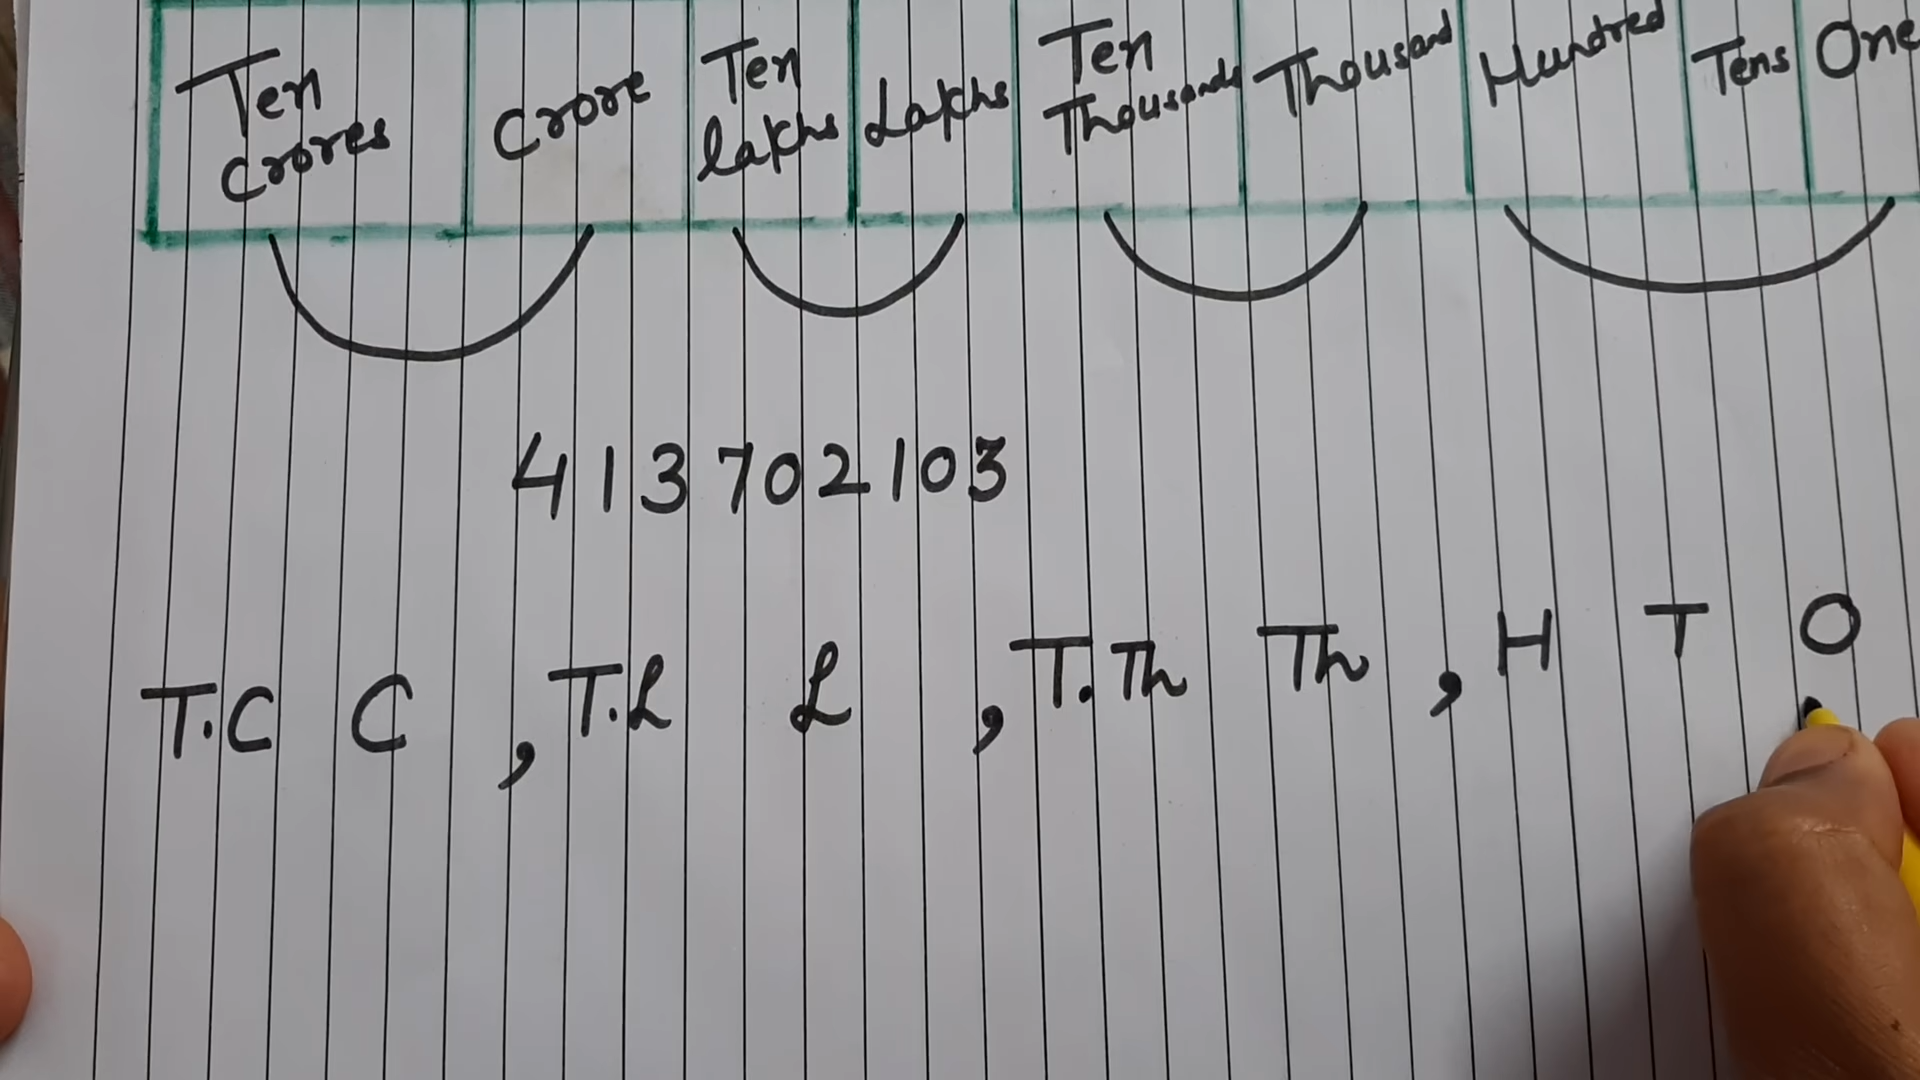 Ten Crores Crore Ten lakhs Lakhs Ten Thousands Thousand Hundred Tens One
413702103
T.C C , T.L L , T.Th Th , H T O